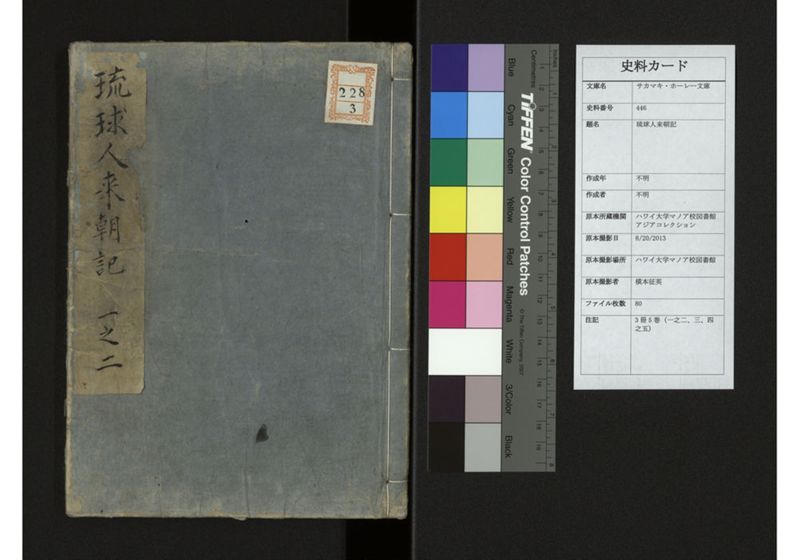 琉球人来朝記 一之二
228
3
Inches
Centimetres
TIFFEN Color Control Patches
© The Tiffen Company, 2007
Blue
Cyan
Green
Yellow
Red
Magenta
White
3/Color
Black
史料カード
文庫名 サカマキ・ホーレー文庫
史料番号 446
題名 琉球人来朝記
作成年 不明
作成者 不明
原本所蔵機関 ハワイ大学マノア校図書館
アジアコレクション
原本撮影日 8/20/2013
原本撮影場所 ハワイ大学マノア校図書館
原本撮影者 横本征英
ファイル枚数 80
注記 3冊5巻（一之二、三、四
之五）